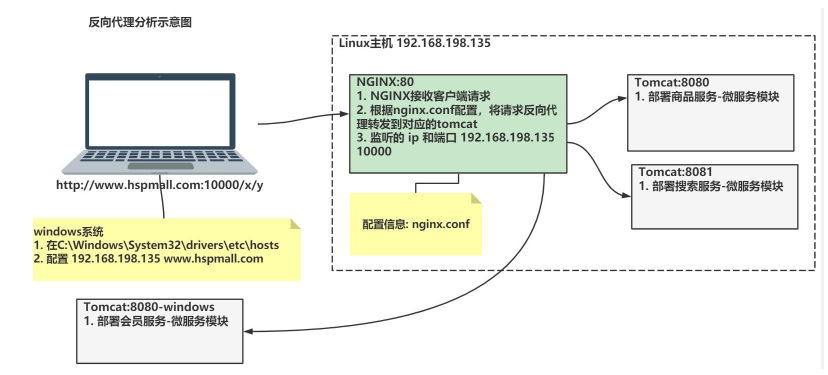 反向代理分析示意图
Linux主机 192.168.198.135
NGINX:80
1. NGINX接收客户端请求
2. 根据nginx.conf配置，将请求反向代
理转发到对应的tomcat
3. 监听的 ip 和端口 192.168.198.135
10000
Tomcat:8080
1. 部署商品服务-微服务模块
Tomcat:8081
1. 部署搜索服务-微服务模块
http://www.hspmall.com:10000/x/y
配置信息: nginx.conf
windows系统
1. 在C:\Windows\System32\drivers\etc\hosts
2. 配置 192.168.198.135 www.hspmall.com
Tomcat:8080-windows
1. 部署会员服务-微服务模块